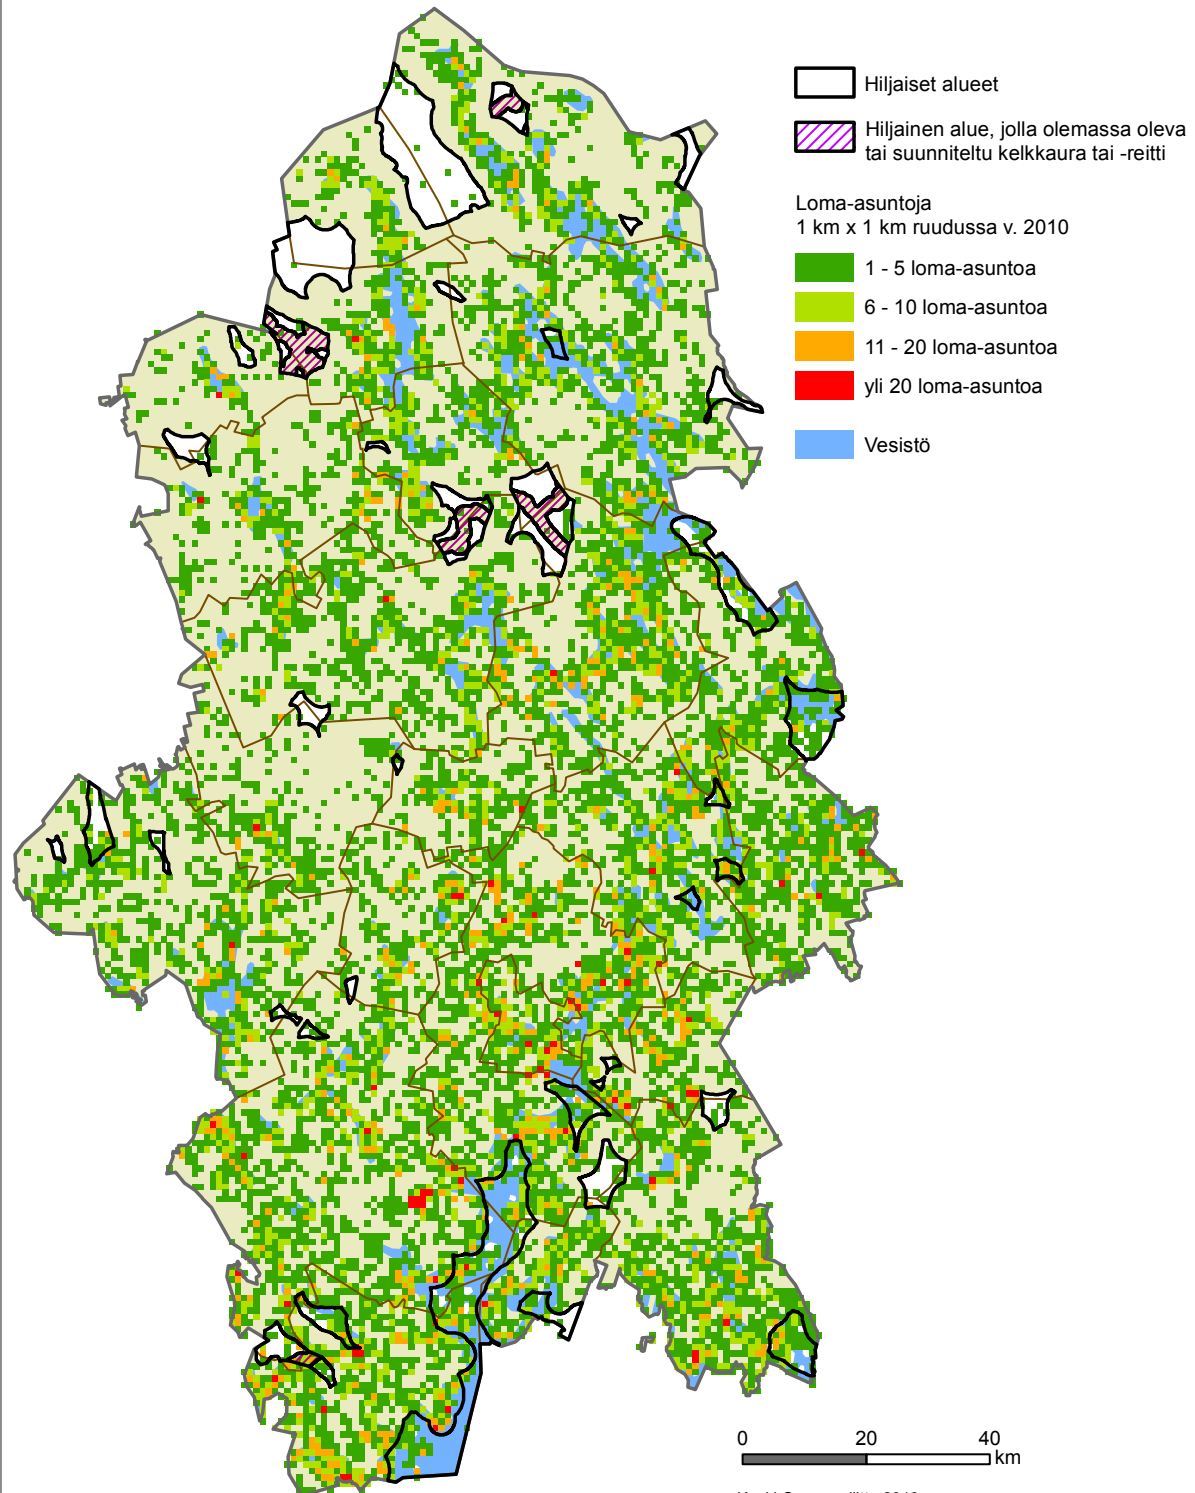 Hiljaiset alueet
Hiljainen alue, jolla olemassa oleva
tai suunniteltu kelkkaura tai -reitti
Loma-asuntoja
1 km x 1 km ruudussa v. 2010
1 - 5 loma-asuntoa
6 - 10 loma-asuntoa
11 - 20 loma-asuntoa
yli 20 loma-asuntoa
Vesistö
0 20 40
km